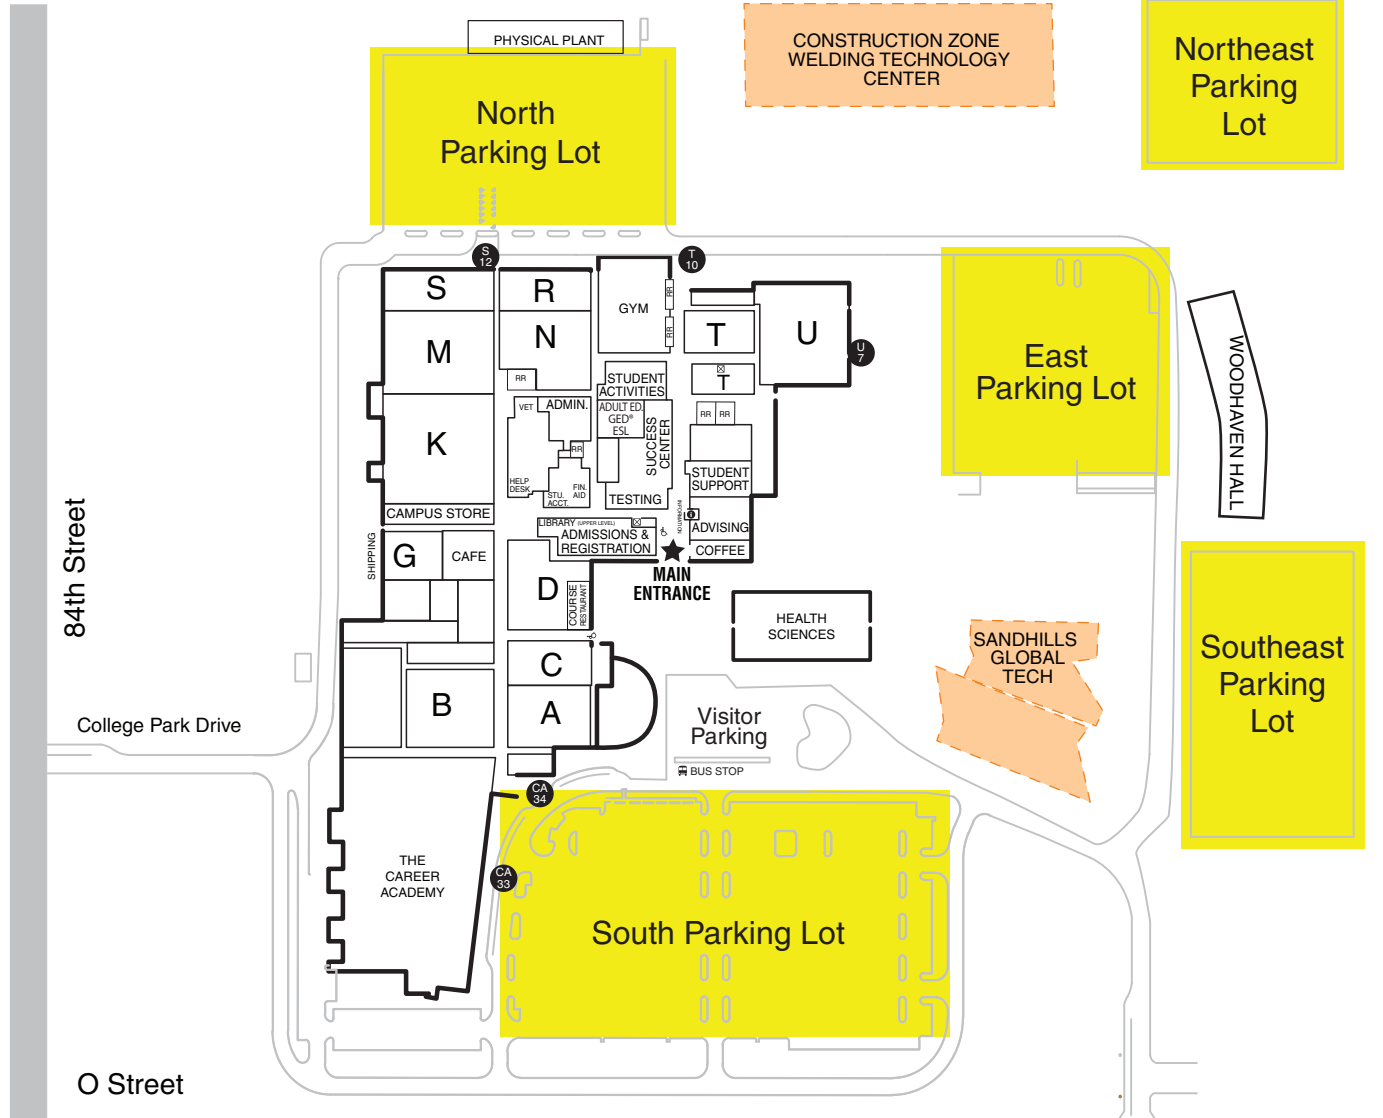 PHYSICAL PLANT
CONSTRUCTION ZONE
WELDING TECHNOLOGY
CENTER
Northeast
Parking
Lot
North
Parking Lot
S
12
T
10
S
R
GYM
RR
RR
T
U
U
7
M
N
RR
STUDENT
ACTIVITIES
T
East
Parking Lot
WOODHAVEN HALL
VET
ADMIN.
ADULT ED.
GED®
ESL
SUCCESS
CENTER
RR
RR
K
RR
HELP
DESK
STU.
ACCT.
FIN.
AID
TESTING
STUDENT
SUPPORT
CAMPUS STORE
LIBRARY (UPPER LEVEL)
ADMISSIONS &
REGISTRATION
INFORMATION
i
ADVISING
COFFEE
84th Street
SHIPPING
G
CAFE
D
COURSE
RESTAURANT
MAIN
ENTRANCE
HEALTH
SCIENCES
SANDHILLS
GLOBAL
TECH
Southeast
Parking
Lot
C
B
A
Visitor
Parking
BUS STOP
College Park Drive
CA
34
THE
CAREER
ACADEMY
CA
33
South Parking Lot
O Street